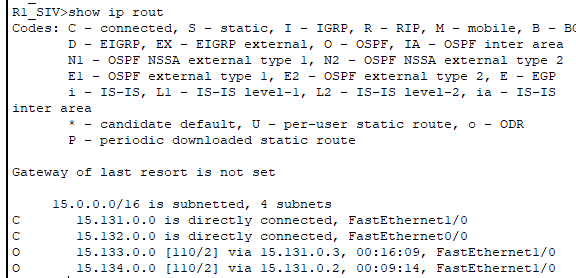 R1_SIV>show ip rout
Codes: C - connected, S - static, I - IGRP, R - RIP, M - mobile, B -
D - EIGRP, EX - EIGRP external, O - OSPF, IA - OSPF inter area
N1 - OSPF NSSA external type 1, N2 - OSPF NSSA external type 2
E1 - OSPF external type 1, E2 - OSPF external type 2, E - EGP
i - IS-IS, L1 - IS-IS level-1, L2 - IS-IS level-2, ia - IS-IS
inter area
* - candidate default, U - per-user static route, o - ODR
P - periodic downloaded static route
Gateway of last resort is not set
15.0.0.0/16 is subnetted, 4 subnets
C 15.131.0.0 is directly connected, FastEthernet1/0
C 15.132.0.0 is directly connected, FastEthernet0/0
O 15.133.0.0 [110/2] via 15.131.0.3, 00:16:09, FastEthernet1/0
O 15.134.0.0 [110/2] via 15.131.0.2, 00:09:14, FastEthernet1/0